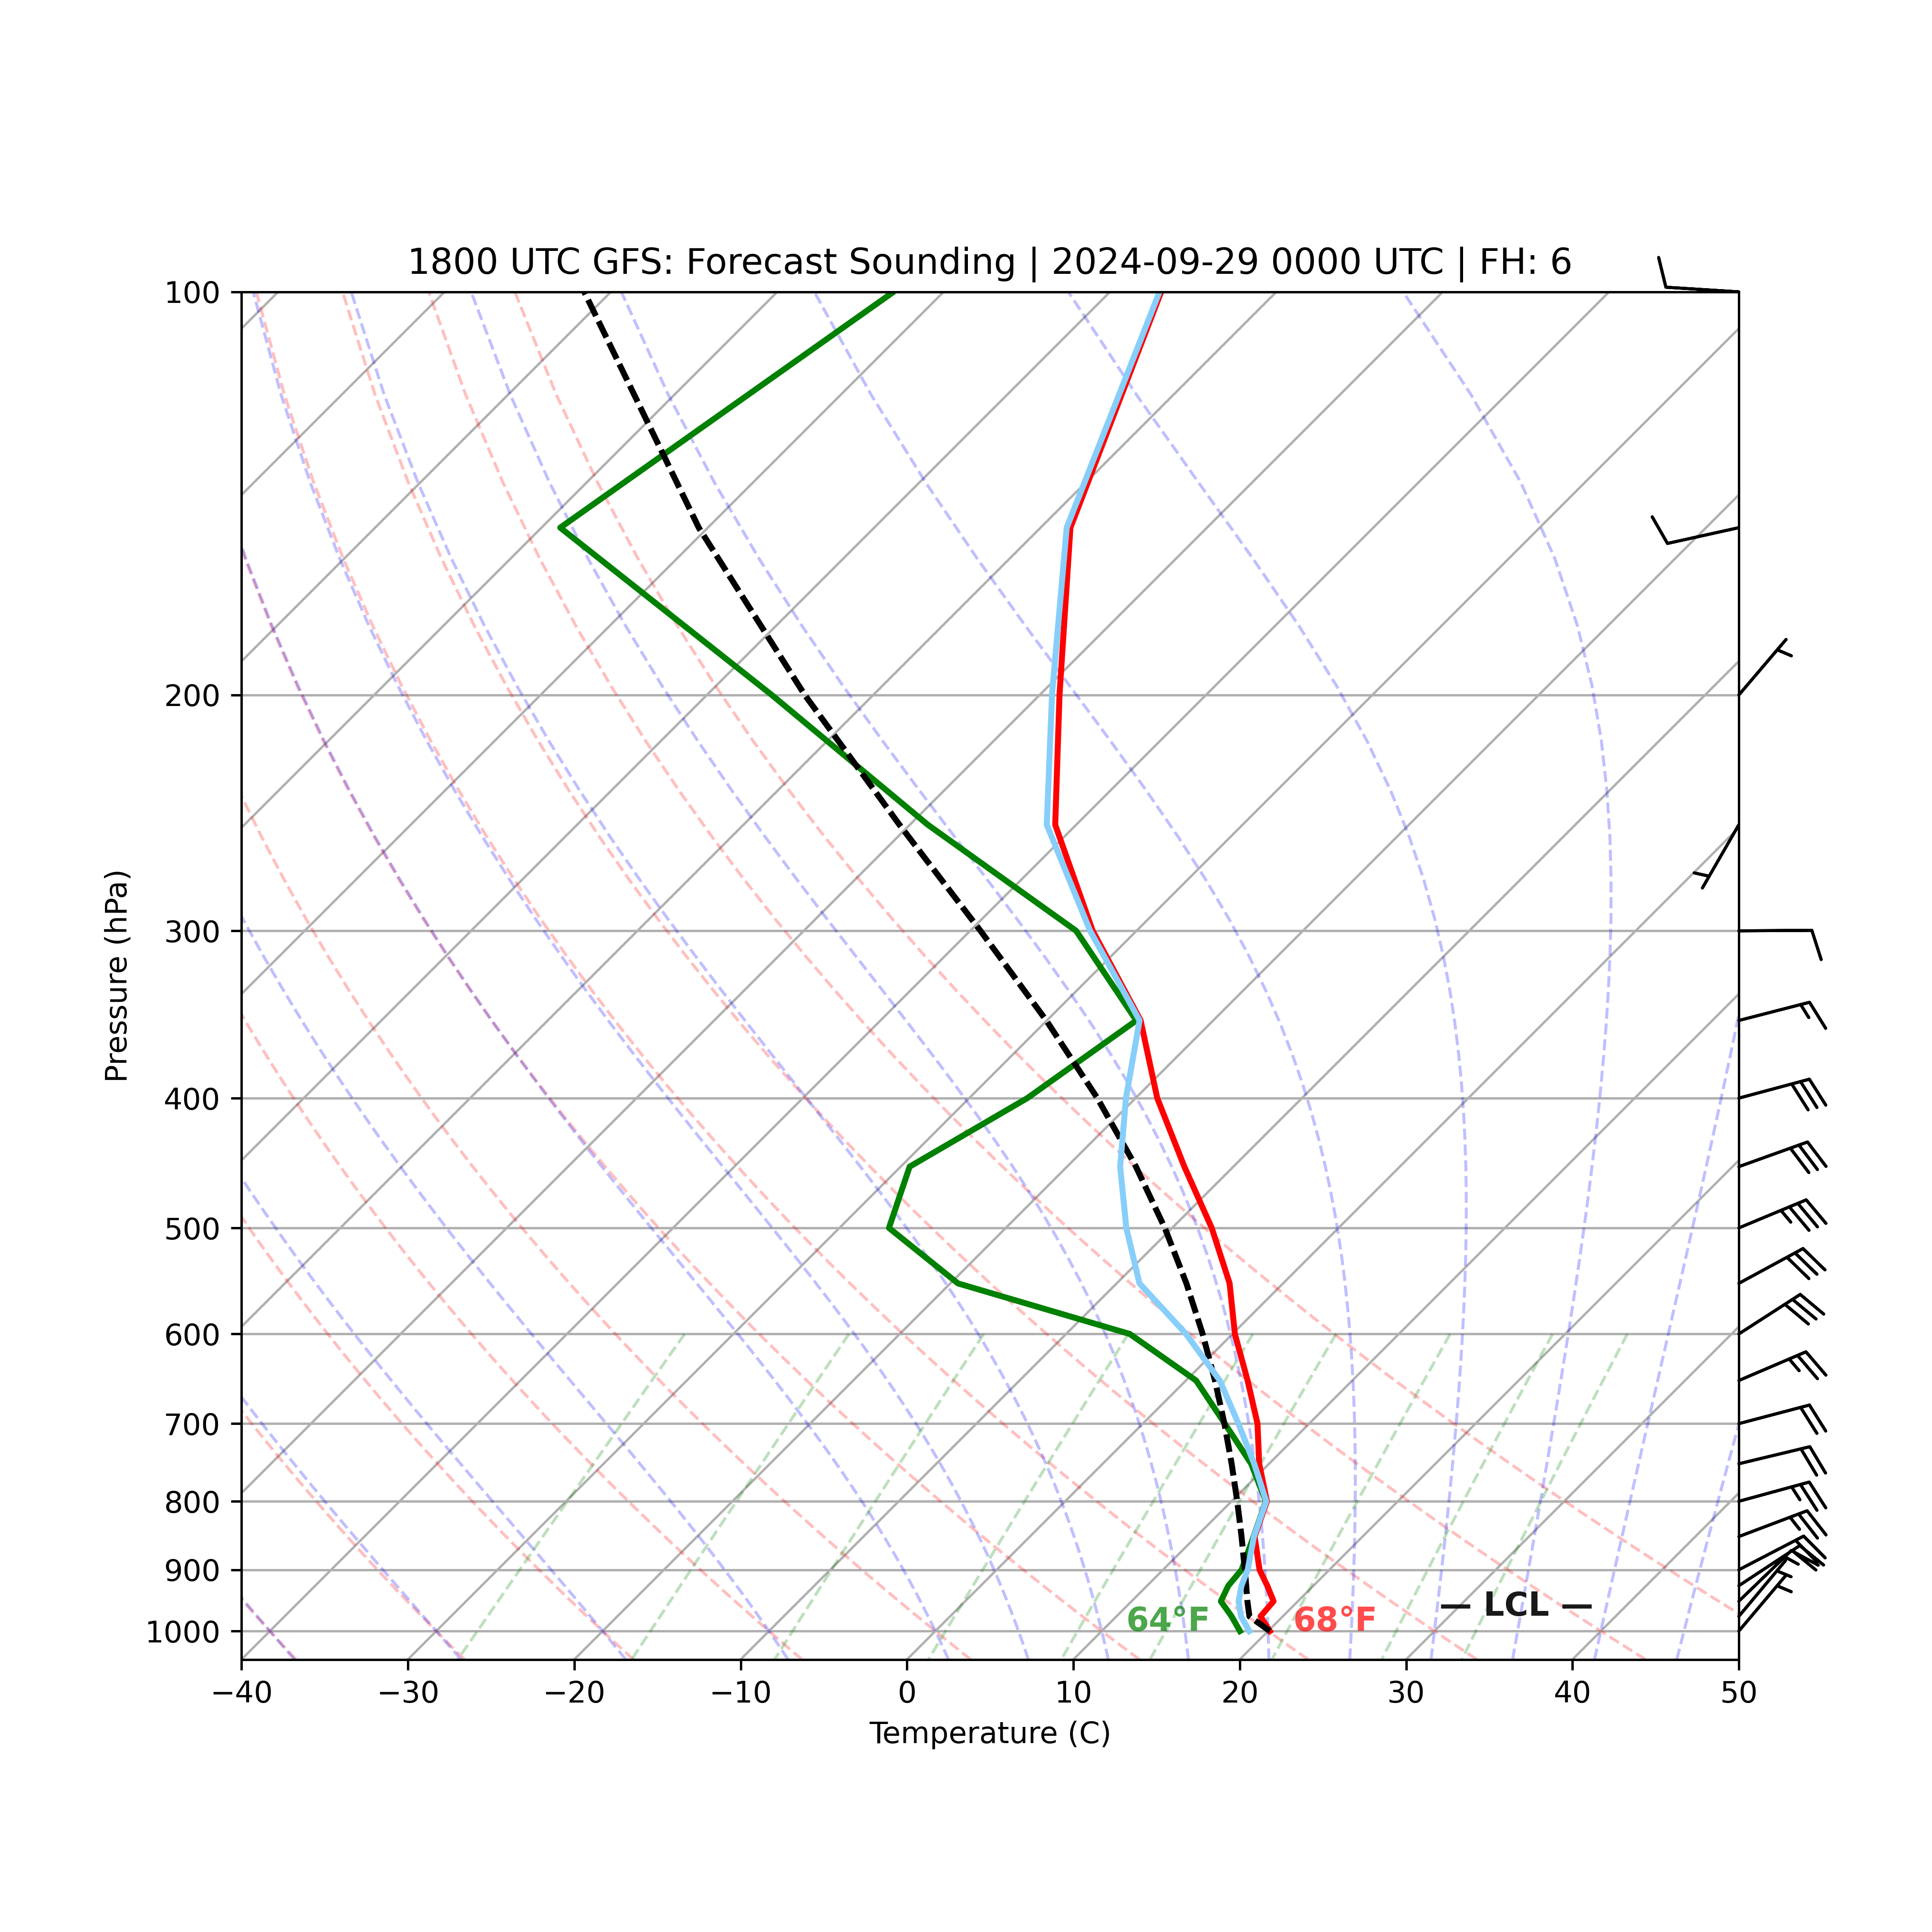 1800 UTC GFS: Forecast Sounding | 2024-09-29 0000 UTC | FH: 6
100
200
300
400
500
600
700
800
900
1000
Pressure (hPa)
64°F
68°F
— LCL —
−40 −30 −20 −10 0 10 20 30 40 50
Temperature (C)